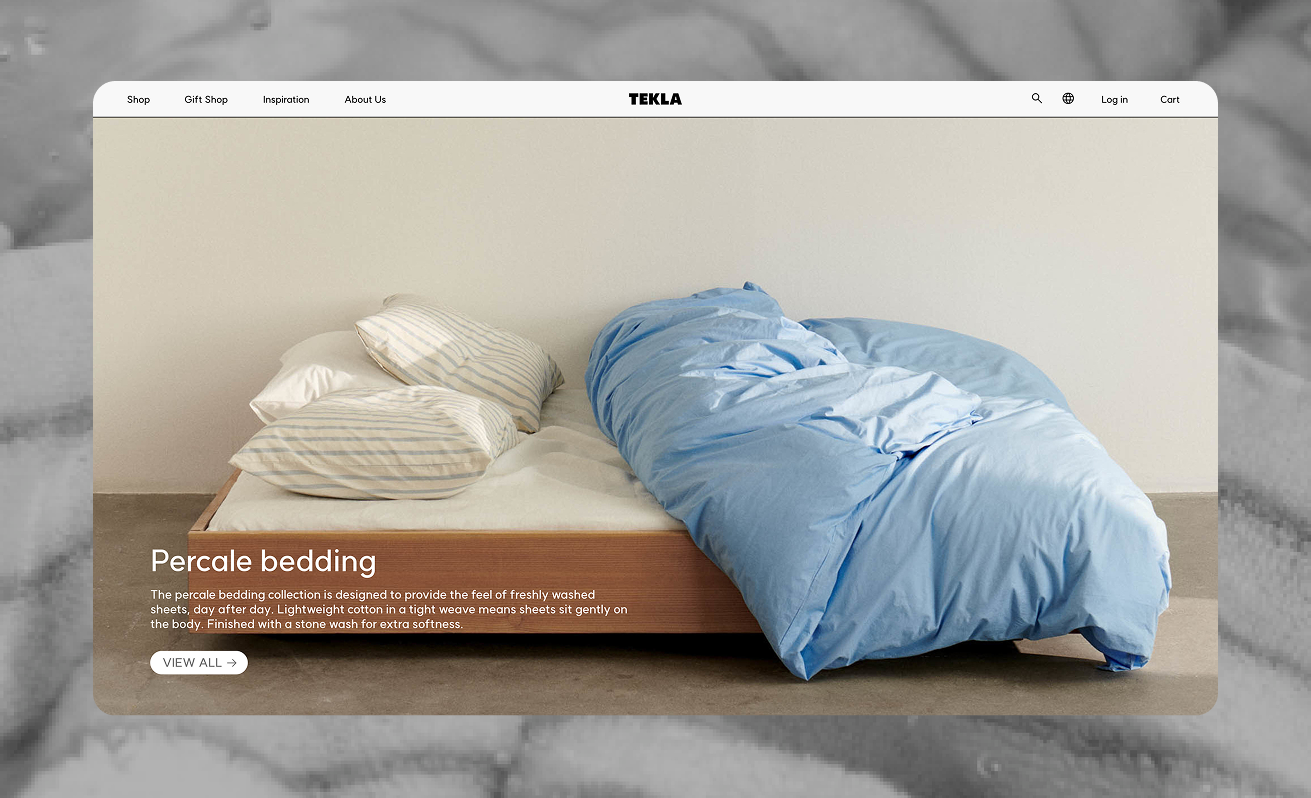 Shop
Gift Shop
Inspiration
About Us
TEKLA
Log in
Cart
Percale bedding
The percale bedding collection is designed to provide the feel of freshly washed
sheets, day after day. Lightweight cotton in a tight weave means sheets sit gently on
the body. Finished with a stone wash for extra softness.
VIEW ALL →